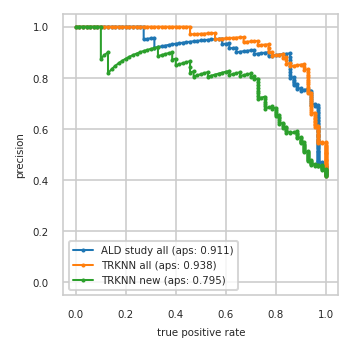 1.0
0.8
0.6
0.4
0.2
0.0
precision
ALD study all (aps: 0.911)
TRKNN all (aps: 0.938)
TRKNN new (aps: 0.795)
0.0 0.2 0.4 0.6 0.8 1.0
true positive rate